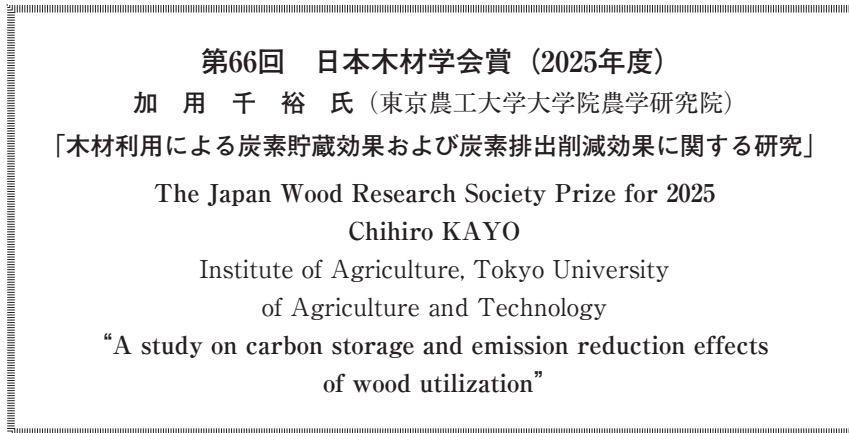 第66回　日本木材学会賞（2025年度）
加　用　千　裕　氏（東京農工大学大学院農学研究院）
「木材利用による炭素貯蔵効果および炭素排出削減効果に関する研究」
The Japan Wood Research Society Prize for 2025
Chihiro KAYO
Institute of Agriculture, Tokyo University
of Agriculture and Technology
“A study on carbon storage and emission reduction effects
of wood utilization”